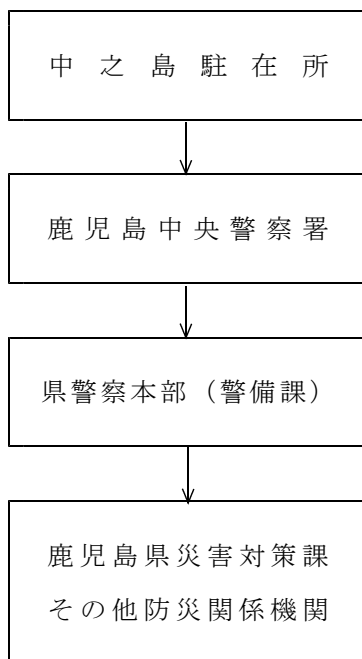 中之島駐在所
鹿児島中央警察署
県警察本部（警備課）
鹿児島県災害対策課
その他防災関係機関